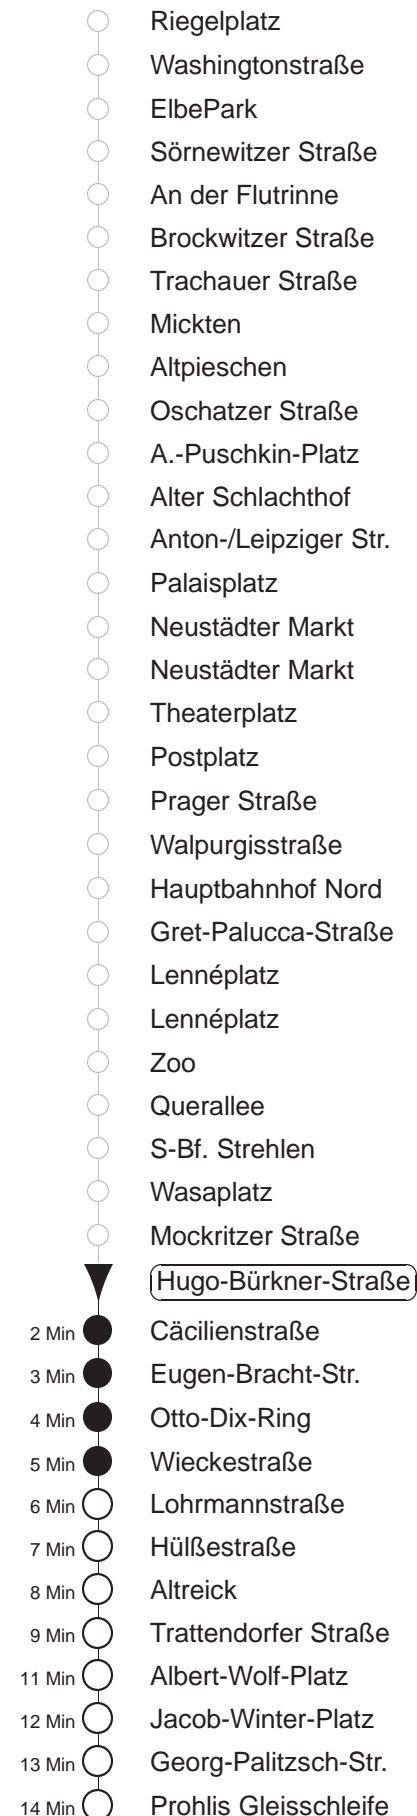 Riegelplatz
Washingtonstraße
ElbePark
Sörnewitzer Straße
An der Flutrinne
Brockwitzer Straße
Trachauer Straße
Mickten
Altpieschen
Oschatzer Straße
A.-Puschkin-Platz
Alter Schlachthof
Anton-/Leipziger Str.
Palaisplatz
Neustädter Markt
Neustädter Markt
Theaterplatz
Postplatz
Prager Straße
Walpurgisstraße
Hauptbahnhof Nord
Gret-Palucca-Straße
Lennéplatz
Lennéplatz
Zoo
Querallee
S-Bf. Strehlen
Wasaplatz
Mockritzer Straße
Hugo-Bürkner-Straße
2 Min Cäcilienstraße
3 Min Eugen-Bracht-Str.
4 Min Otto-Dix-Ring
5 Min Wieckestraße
6 Min Lohrmannstraße
7 Min Hülßestraße
8 Min Altreick
9 Min Trattendorfer Straße
11 Min Albert-Wolf-Platz
12 Min Jacob-Winter-Platz
13 Min Georg-Palitzsch-Str.
14 Min Prohlis Gleisschleife